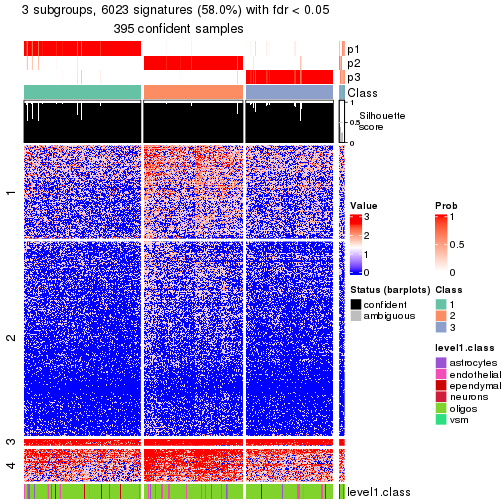 3 subgroups, 6023 signatures (58.0%) with fdr < 0.05
395 confident samples
p1
p2
p3
Class
1
0.5
0
Silhouette
score
1
2
3
4
level1.class
Value
3
2
1
0
Prob
1
0.5
0
Status (barplots)
confident
ambiguous
Class
1
2
3
level1.class
astrocytes
endothelial
ependymal
neurons
oligos
vsm